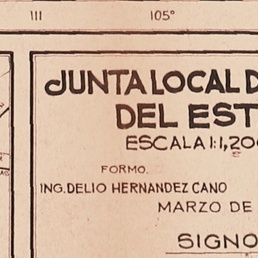 111 105°
JUNTA LOCAL D
DEL EST
ESCALA 1:1,20
FORMO.
ING. DELIO HERNANDEZ CANO
MARZO DE
SIGNO